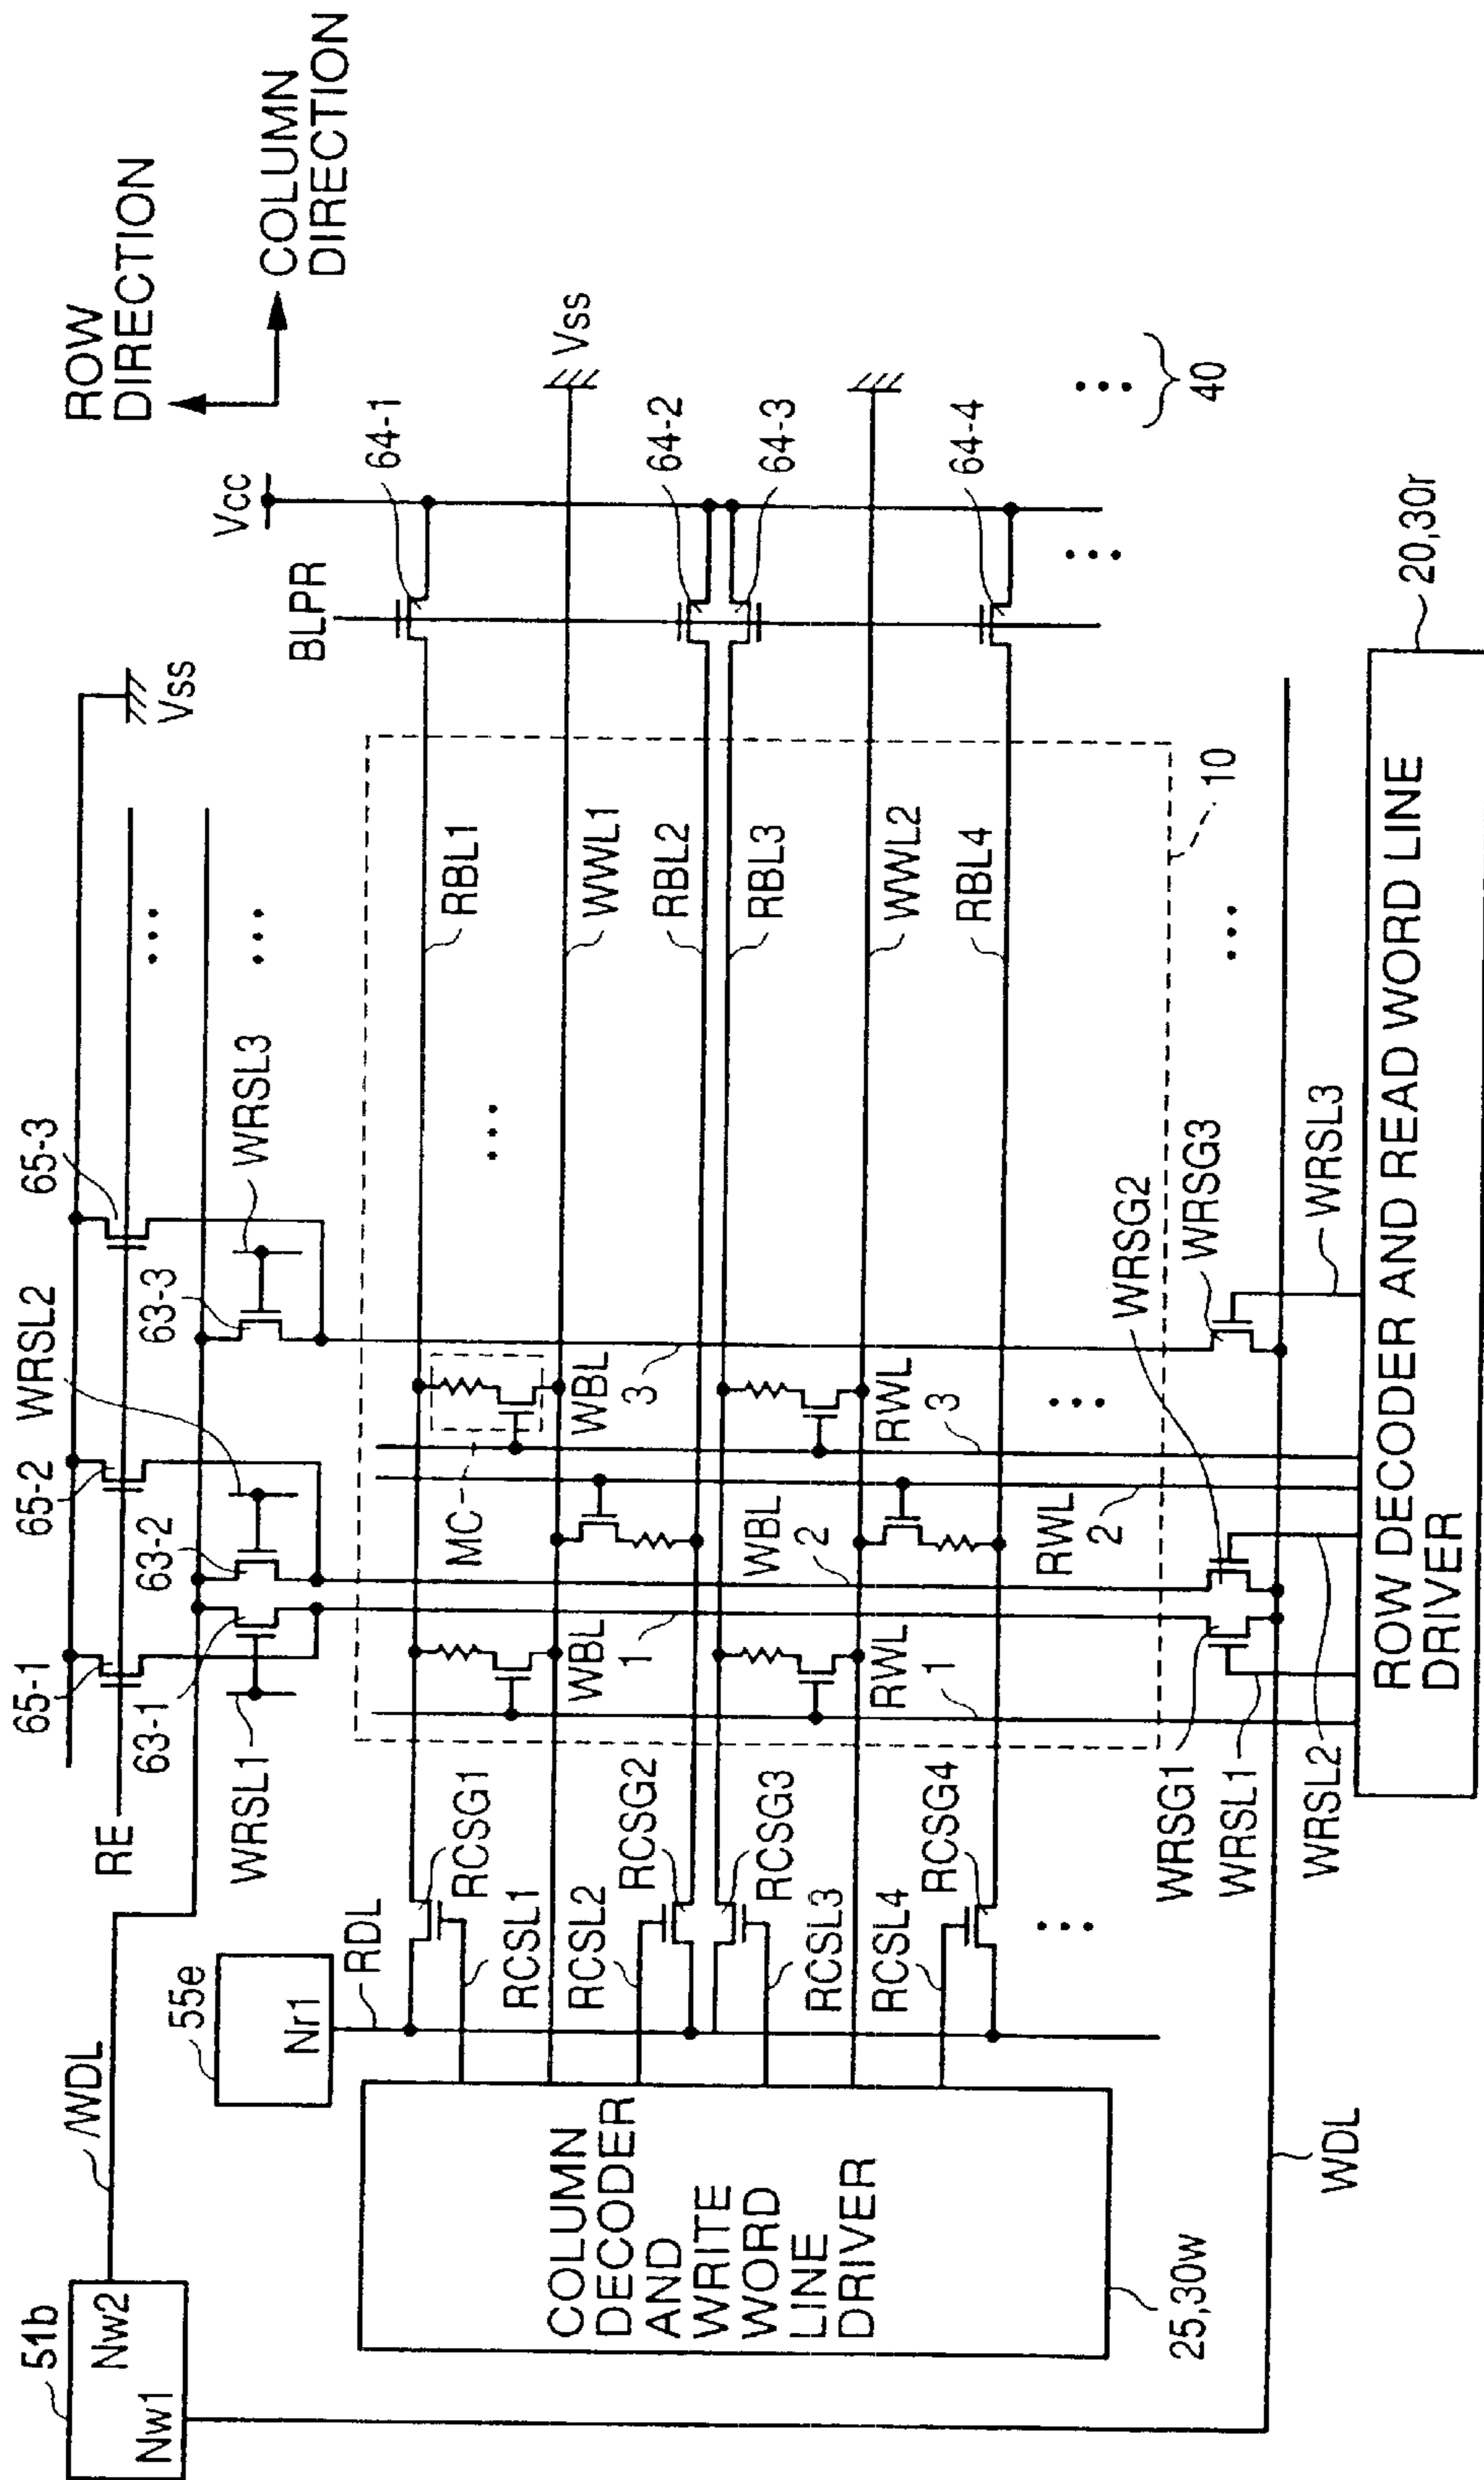 51b
Nw2
Nw1
/WDL
55e
Nr1
RDL
RE
WRSL1
65-1
63-1
65-2
63-2
WRSL2
65-3
63-3
WRSL3
...
...
Vss
ROW
DIRECTION
COLUMN
DIRECTION
BLPR
Vcc
64-1
Vss
64-2
64-3
64-4
...
...
40
COLUMN
DECODER
AND
WRITE
WORD
LINE
DRIVER
25,30w
RCSG1
RCSL1
RCSL2
RCSG2
RCSG3
RCSL3
RCSL4
RCSG4
...
MC
WBL
1
WBL
2
WBL
3
RWL
1
RWL
2
RWL
3
...
...
RBL1
WWL1
RBL2
RBL3
WWL2
RBL4
10
WRSG1
WRSL1
WRSL2
WRSG2
WRSG3
WRSL3
...
WDL
ROW DECODER AND READ WORD LINE
DRIVER
20,30r